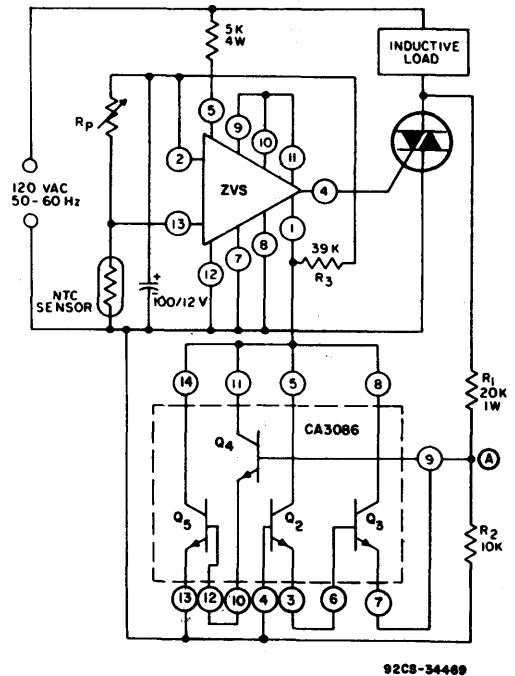 5K
4W
INDUCTIVE
LOAD
RP
5
9
10
11
2
ZVS
4
120 VAC
50-60 Hz
13
1
12
7
8
39K
R3
NTC
SENSOR
+
100/12 V
14
11
5
8
R1
20K
1W
CA3086
Q4
9
A
Q5
Q2
Q3
R2
10K
13
12
10
4
3
6
7
92CS-34469